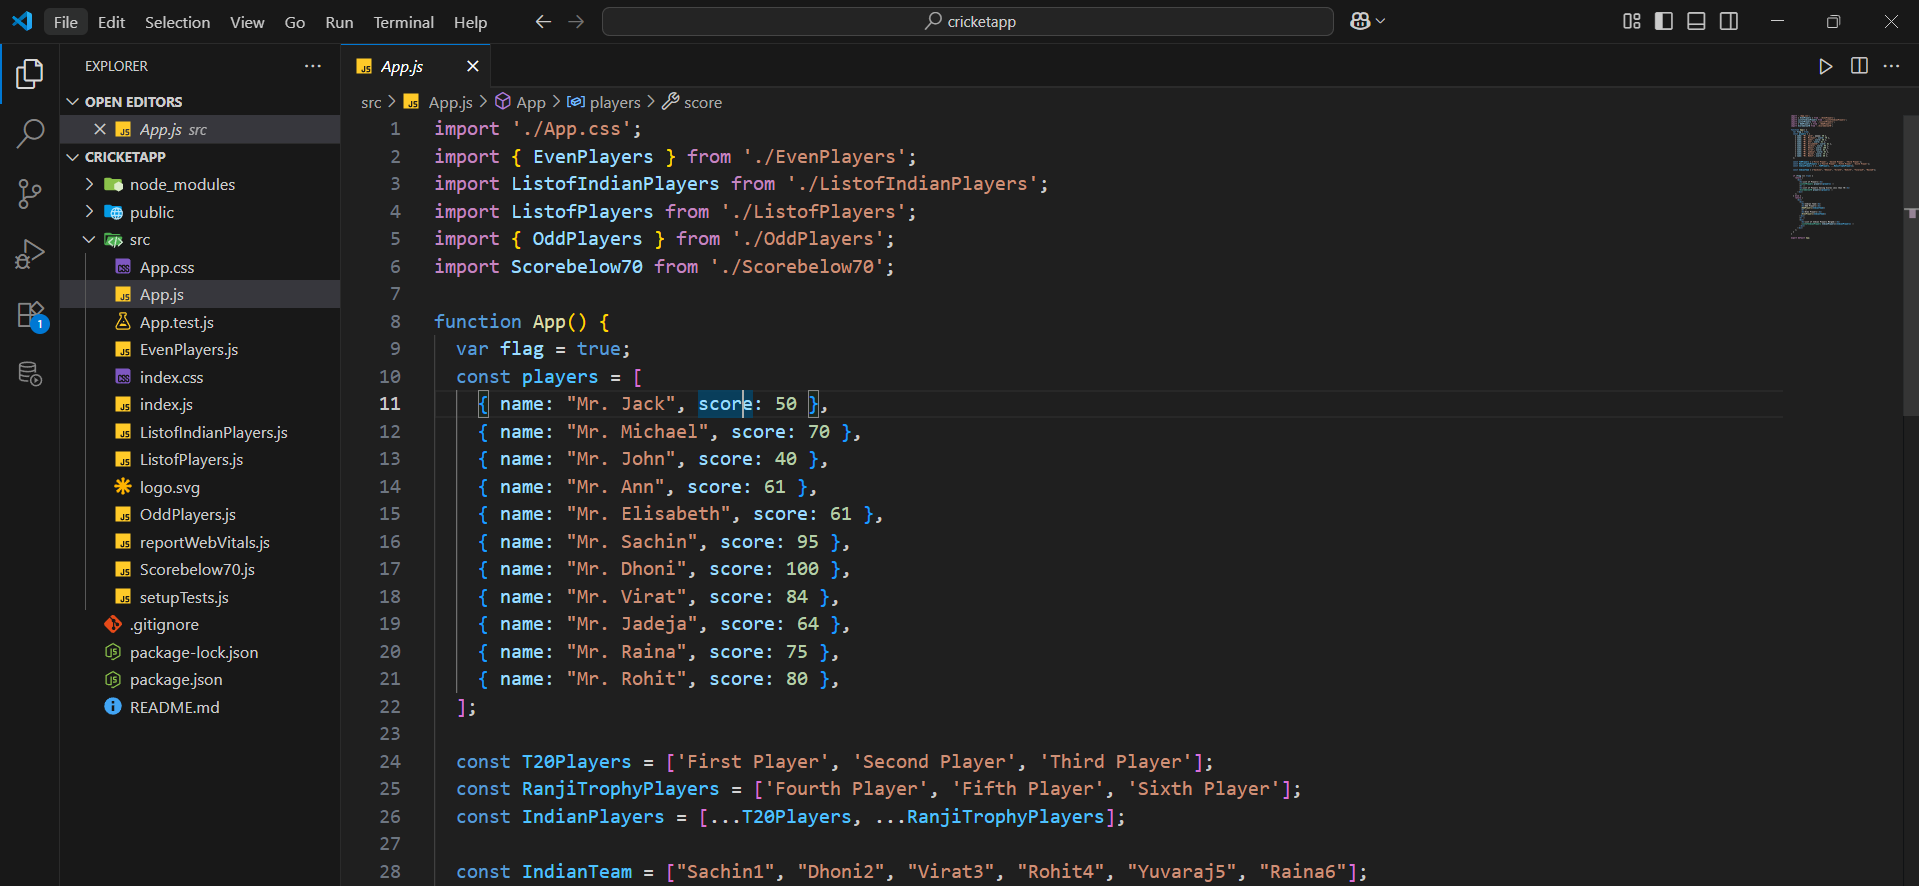 File Edit Selection View Go Run Terminal Help cricketapp
EXPLORER
OPEN EDITORS
App.js src
CRICKETAPP
node_modules
public
src
App.css
App.js
App.test.js
EvenPlayers.js
index.css
index.js
ListofIndianPlayers.js
ListofPlayers.js
logo.svg
OddPlayers.js
reportWebVitals.js
Scorebelow70.js
setupTests.js
.gitignore
package-lock.json
package.json
README.md
1
App.js
src > App.js > App > players > score
1 import './App.css';
2 import { EvenPlayers } from './EvenPlayers';
3 import ListofIndianPlayers from './ListofIndianPlayers';
4 import ListofPlayers from './ListofPlayers';
5 import { OddPlayers } from './OddPlayers';
6 import Scorebelow70 from './Scorebelow70';
7
8 function App() {
9 var flag = true;
10 const players = [
11 { name: "Mr. Jack", score: 50 },
12 { name: "Mr. Michael", score: 70 },
13 { name: "Mr. John", score: 40 },
14 { name: "Mr. Ann", score: 61 },
15 { name: "Mr. Elisabeth", score: 61 },
16 { name: "Mr. Sachin", score: 95 },
17 { name: "Mr. Dhoni", score: 100 },
18 { name: "Mr. Virat", score: 84 },
19 { name: "Mr. Jadeja", score: 64 },
20 { name: "Mr. Raina", score: 75 },
21 { name: "Mr. Rohit", score: 80 },
22 ];
23
24 const T20Players = ['First Player', 'Second Player', 'Third Player'];
25 const RanjiTrophyPlayers = ['Fourth Player', 'Fifth Player', 'Sixth Player'];
26 const IndianPlayers = [...T20Players, ...RanjiTrophyPlayers];
27
28 const IndianTeam = ["Sachin1", "Dhoni2", "Virat3", "Rohit4", "Yuvaraj5", "Raina6"];